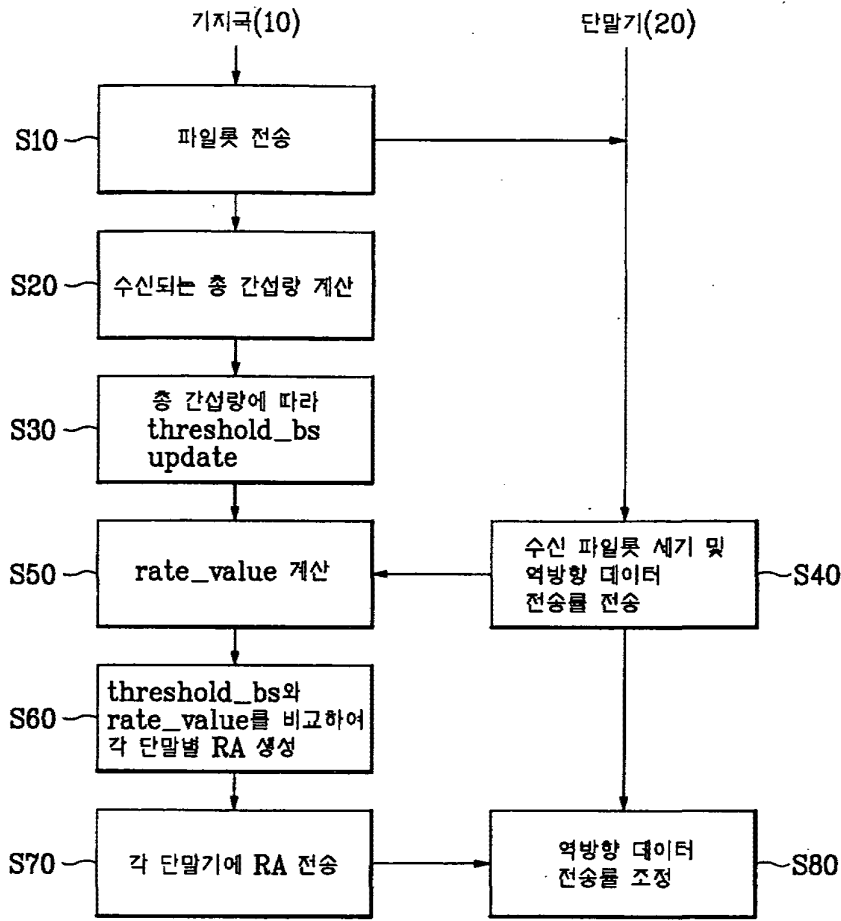 기지국(10)
단말기(20)
S10
파일롯 전송
S20
수신되는 총 간섭량 계산
S30
총 간섭량에 따라
threshold_bs
update
S50
rate_value 계산
수신 파일롯 세기 및
역방향 데이터
전송률 전송
S40
S60
threshold_bs와
rate_value를 비교하여
각 단말별 RA 생성
S70
각 단말기에 RA 전송
역방향 데이터
전송률 조정
S80